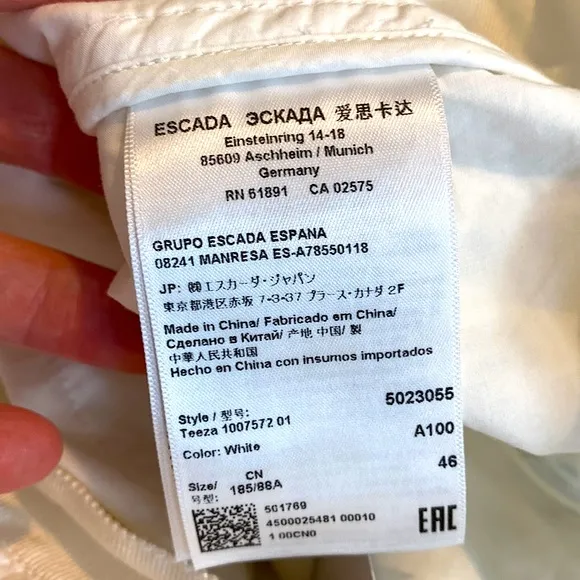 ESCADA ЭСКАДА 爱思卡达
Einsteinring 14-18
85609 Aschheim / Munich
Germany
RN 61891 CA 02575
GRUPO ESCADA ESPANA
08241 MANRESA ES-A78550118
JP: ㈱エスカーダ・ジャパン
東京都港区赤坂 7-3-37 プラース・カナダ 2F
Made in China/ Fabricado em China/
Сделано в Китай/ 产地 中国/ 製
中華人民共和国
Hecho en China con insumos importados
Style / 型号: 5023055
Teeza 1007572 01
Color: White A100
Size/ CN 46
号型: 185/88A
501769
4500025481 00010
1 00CN0
EAC